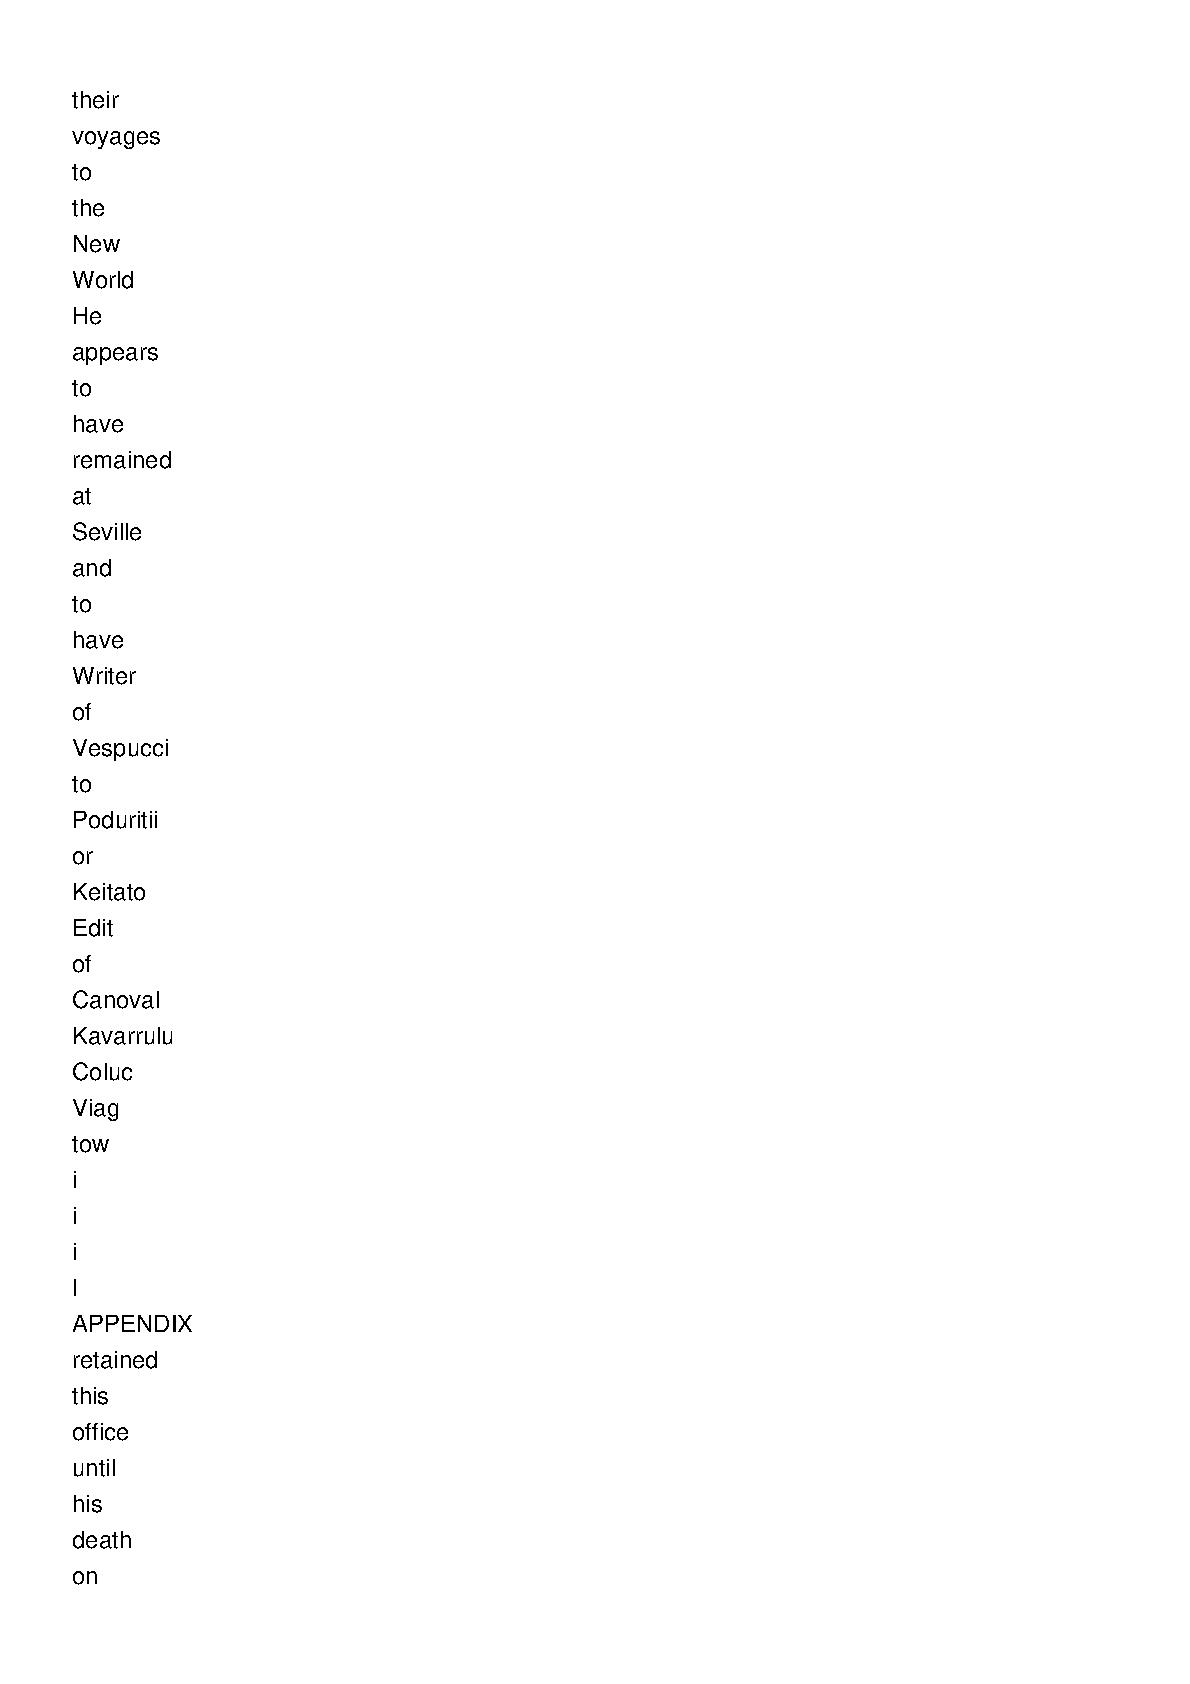 their
voyages
to
the
New
World
He
appears
to
have
remained
at
Seville
and
to
have
Writer
of
Vespucci
to
Poduritii
or
Keitato
Edit
of
Canoval
Kavarrulu
Coluc
Viag
tow
i
i
i
l
APPENDIX
retained
this
office
until
his
death
on